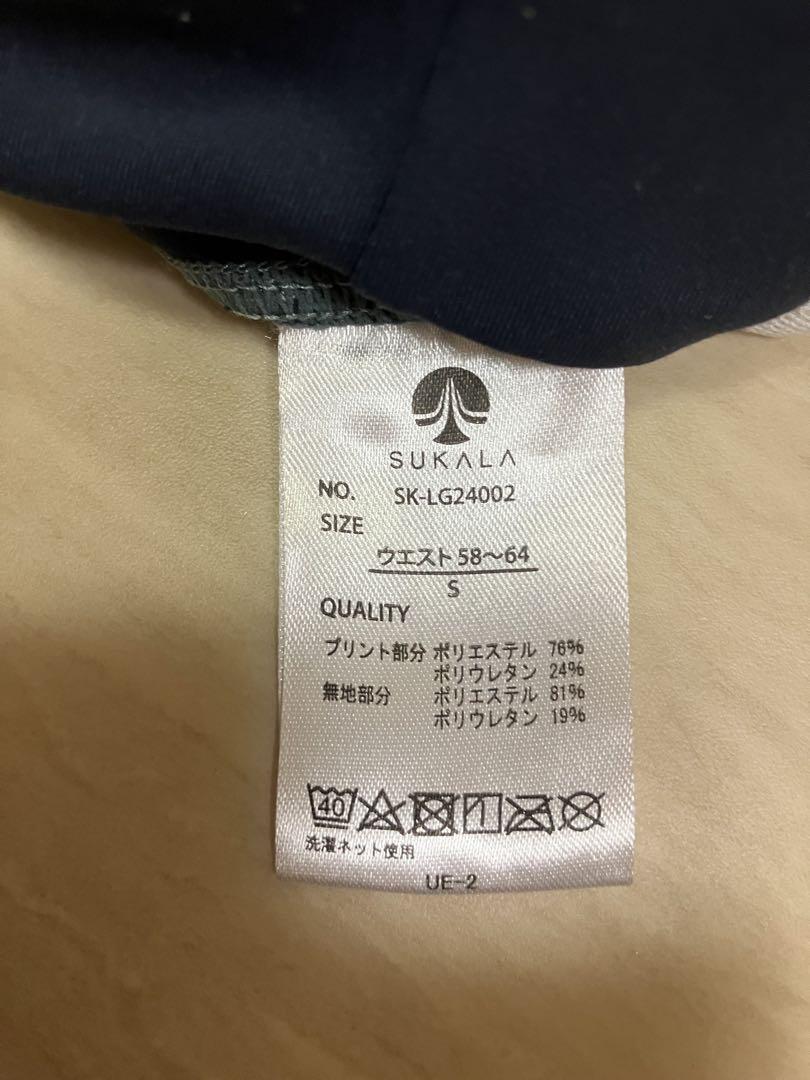 SUKALA
NO. SK-LG24002
SIZE
ウエスト58～64
S
QUALITY
プリント部分 ポリエステル 76%
ポリウレタン 24%
無地部分 ポリエステル 81%
ポリウレタン 19%
40
洗濯ネット使用
UE-2